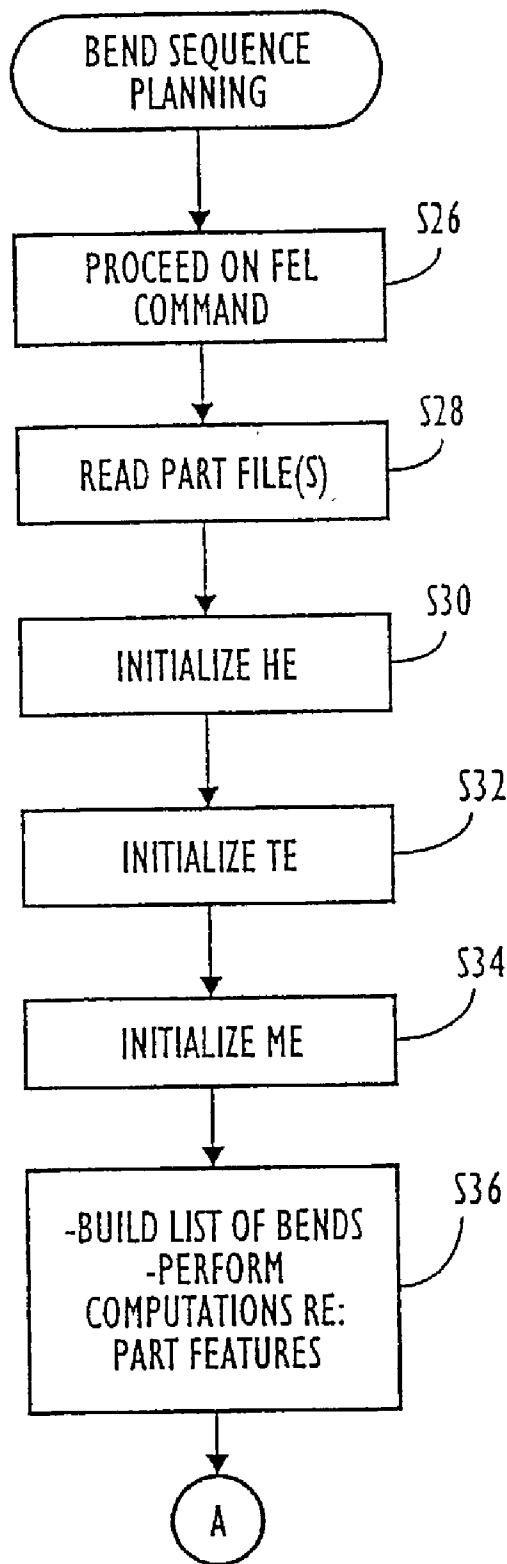 BEND SEQUENCE
PLANNING
S26
PROCEED ON FEL
COMMAND
S28
READ PART FILE(S)
S30
INITIALIZE HE
S32
INITIALIZE TE
S34
INITIALIZE ME
S36
-BUILD LIST OF BENDS
-PERFORM
COMPUTATIONS RE:
PART FEATURES
A